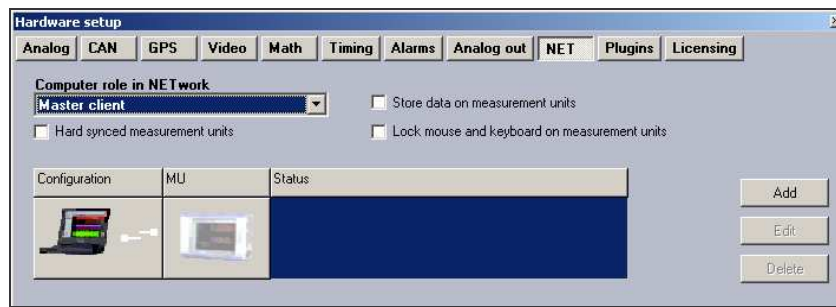 Hardware setup
Analog CAN GPS Video Math Timing Alarms Analog out NET Plugins Licensing
Computer role in NETwork
Master client
Store data on measurement units
Hard synced measurement units
Lock mouse and keyboard on measurement units
Configuration MU Status
Add
Edit
Delete